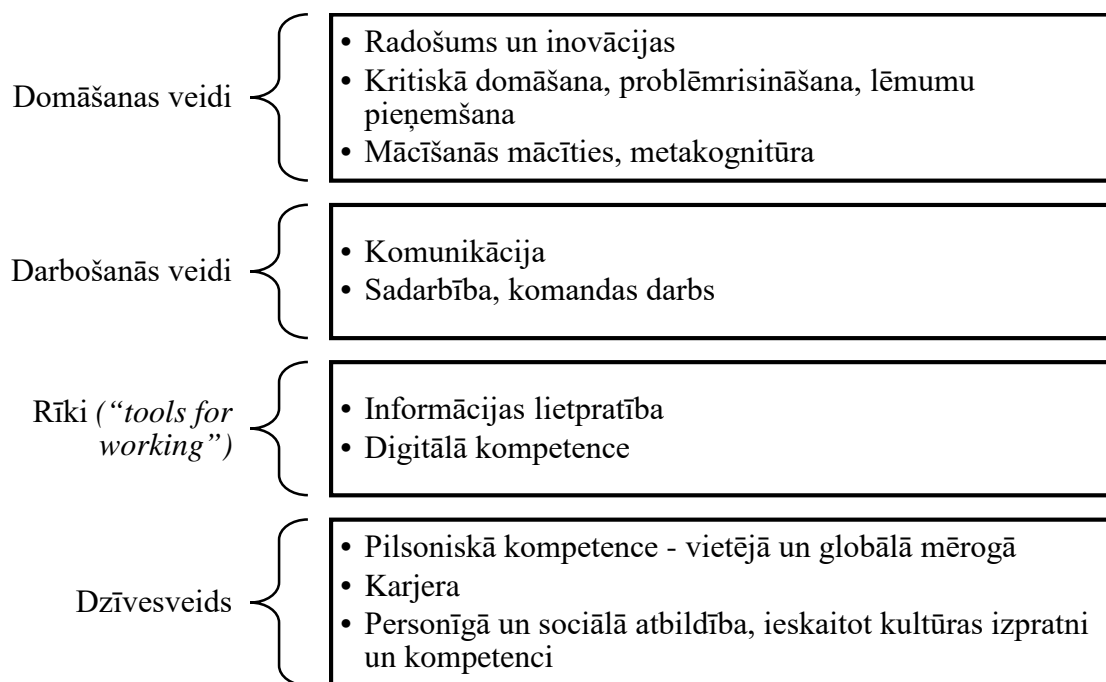 Domāšanas veidi
• Radošums un inovācijas
• Kritiskā domāšana, problēmrisināšana, lēmumu
pieņemšana
• Mācīšanās mācīties, metakognitūra
Darbošanās veidi
• Komunikācija
• Sadarbība, komandas darbs
Rīki (“tools for
working”)
• Informācijas lietpratība
• Digitālā kompetence
Dzīvesveids
• Pilsoniskā kompetence - vietējā un globālā mērogā
• Karjera
• Personīgā un sociālā atbildība, ieskaitot kultūras izpratni
un kompetenci